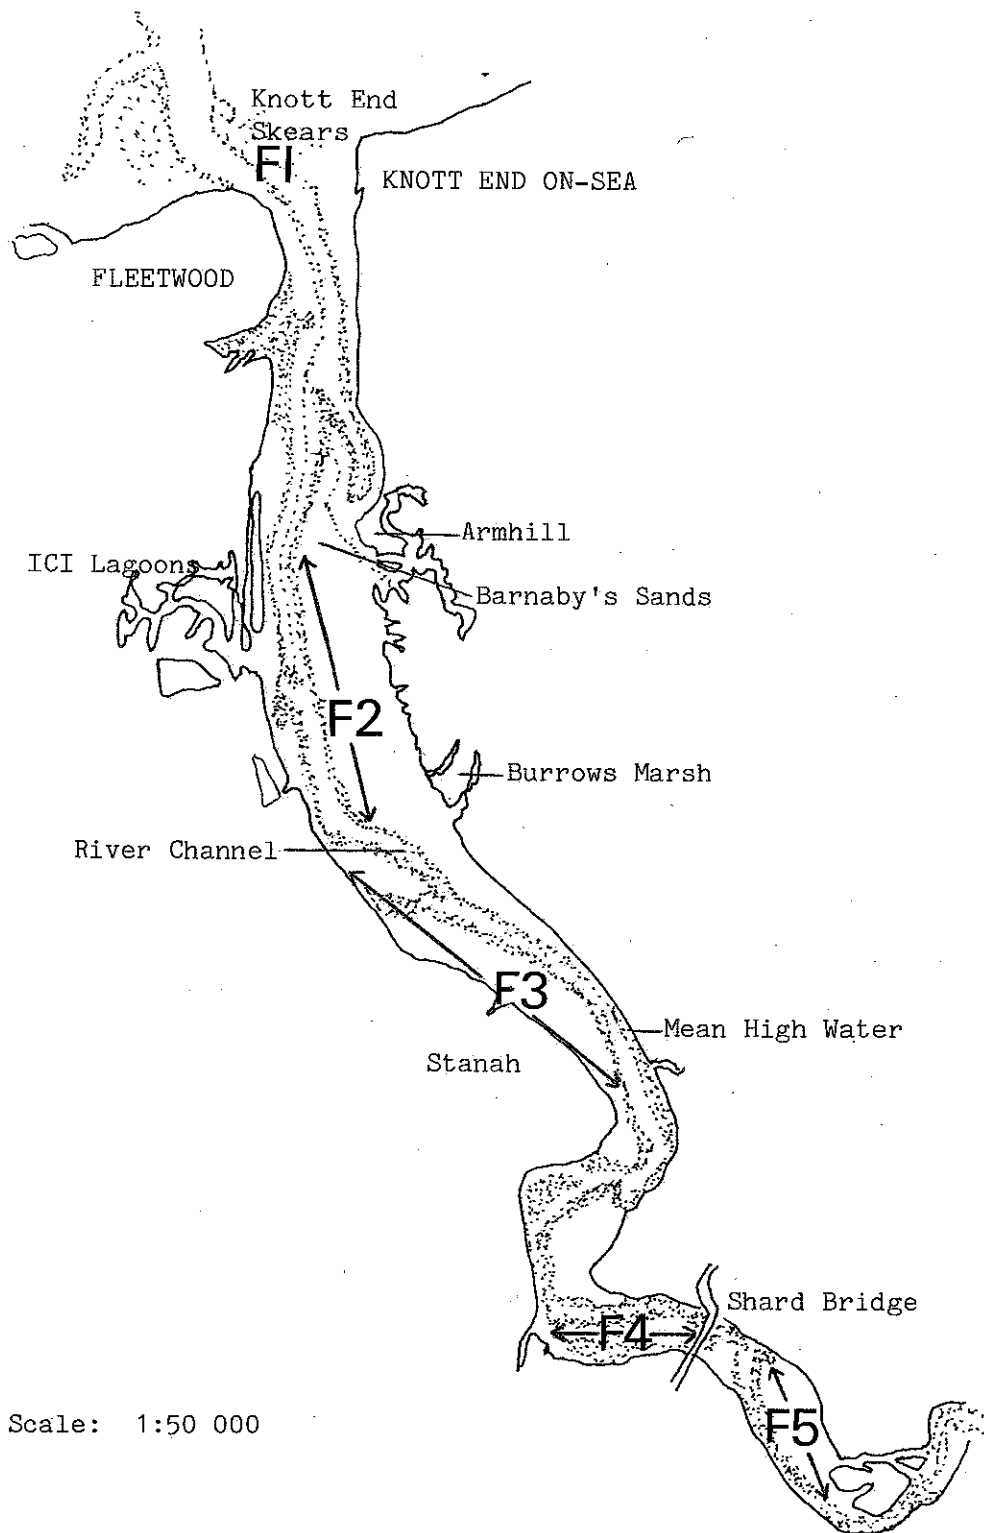 Knott End
Skears
F1
KNOTT END ON-SEA
FLEETWOOD
Armhill
ICI Lagoons
Barnaby's Sands
F2
Burrows Marsh
River Channel
F3
Mean High Water
Stanah
Shard Bridge
F4
Scale: 1:50 000
F5